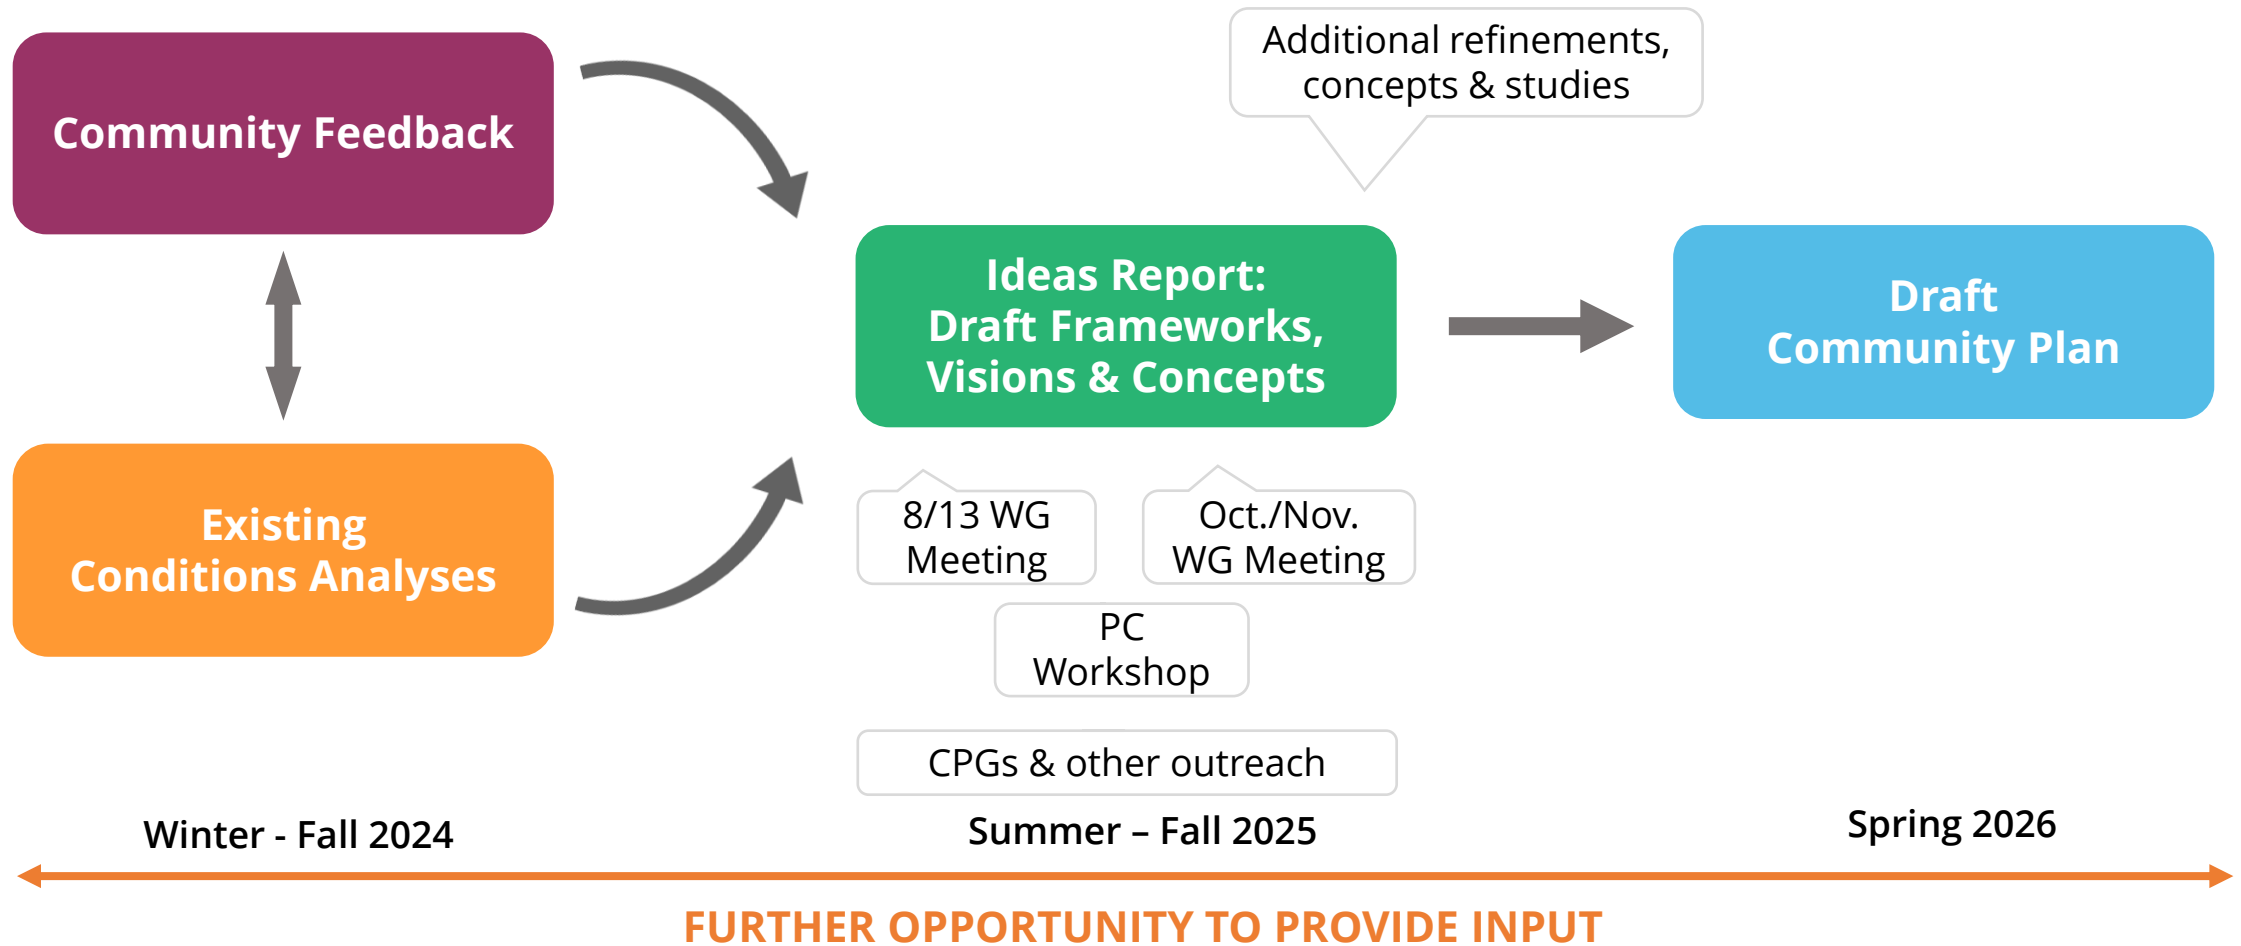 Additional refinements,
concepts & studies
Community Feedback
Ideas Report:
Draft Frameworks,
Visions & Concepts
Draft
Community Plan
Existing
Conditions Analyses
8/13 WG
Meeting
Oct./Nov.
WG Meeting
PC
Workshop
CPGs & other outreach
Winter - Fall 2024
Summer – Fall 2025
Spring 2026
FURTHER OPPORTUNITY TO PROVIDE INPUT